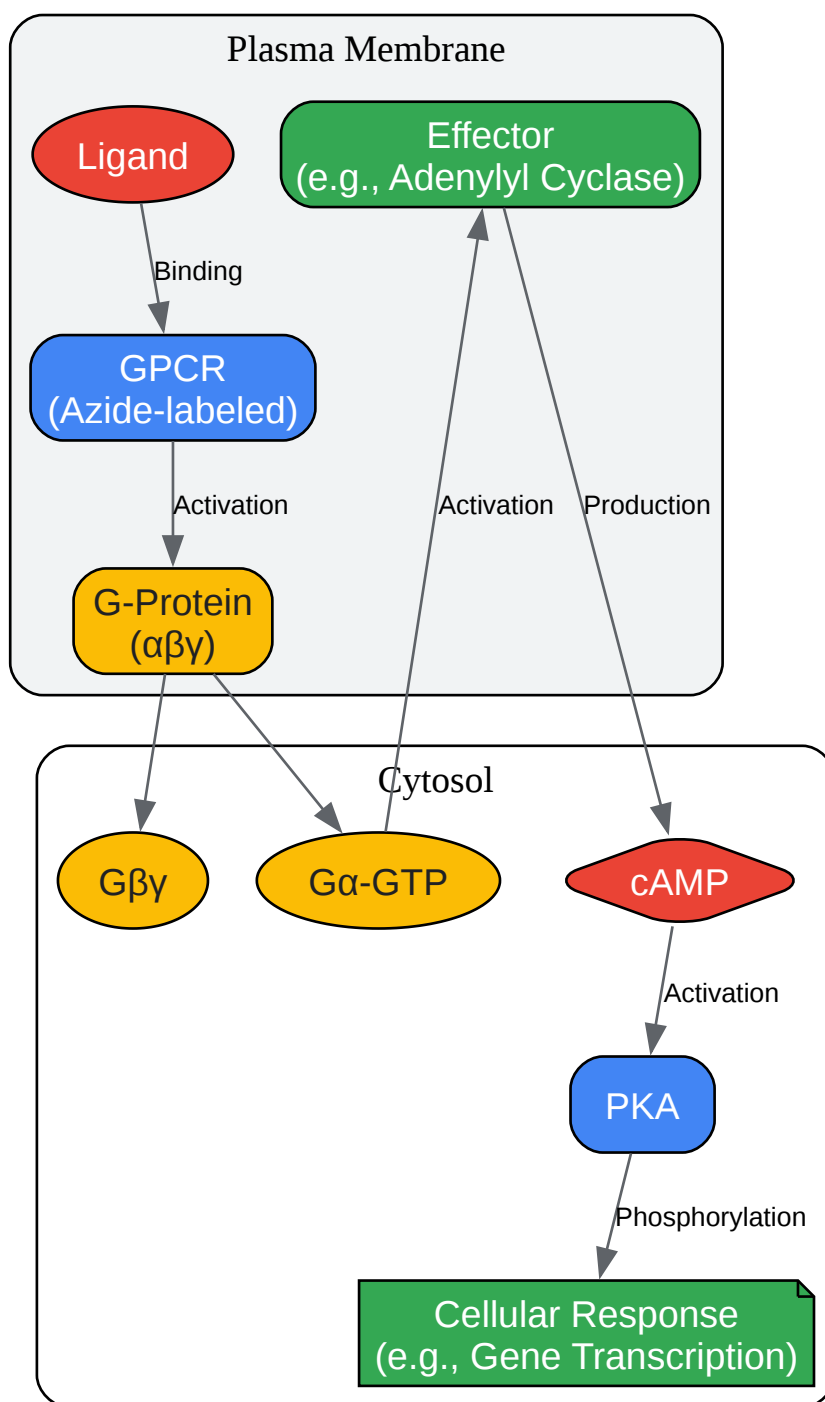 Plasma Membrane
Ligand
Effector
(e.g., Adenylyl Cyclase)
Binding
GPCR
(Azide-labeled)
Activation
Activation
Production
G-Protein
(αβγ)
Cytosol
Gβγ
Gα-GTP
cAMP
Activation
PKA
Phosphorylation
Cellular Response
(e.g., Gene Transcription)